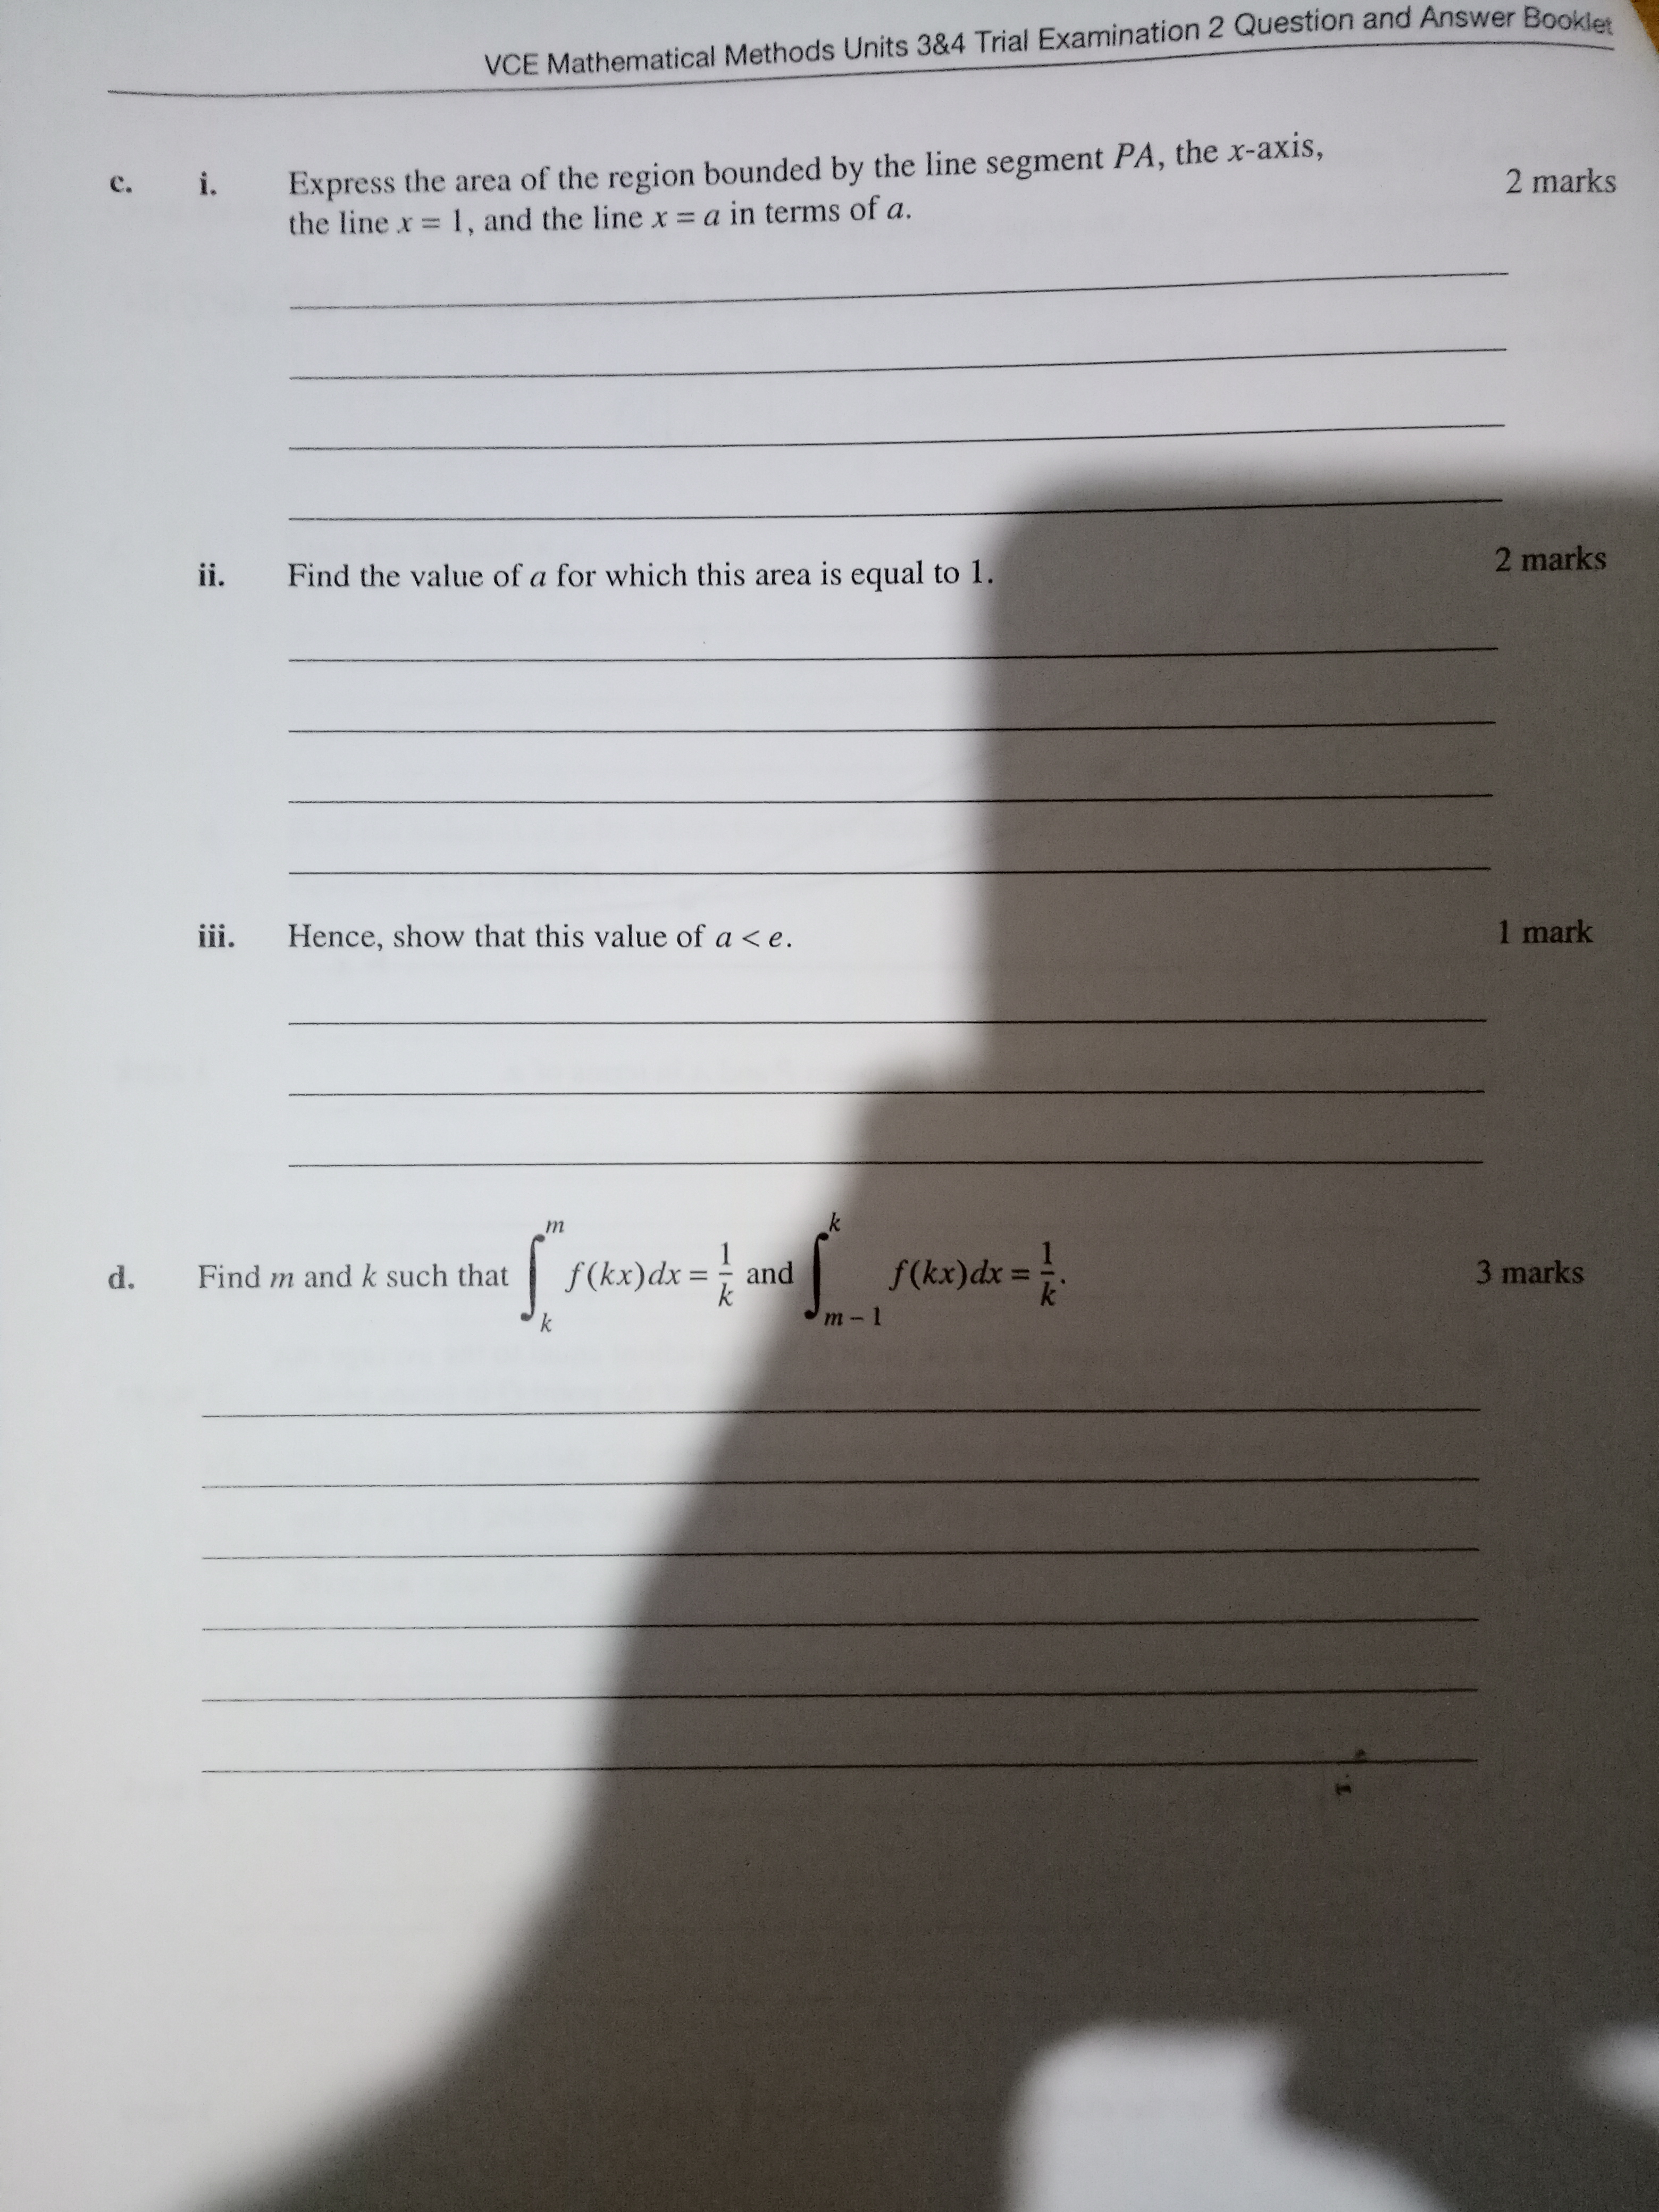 VCE Mathematical Methods Units 3&4 Trial Examination 2 Question and Answer Booklet
c. i. Express the area of the region bounded by the line segment PA, the x-axis, 2 marks
the line x = 1, and the line x = a in terms of a.
ii. Find the value of a for which this area is equal to 1. 2 marks
iii. Hence, show that this value of a < e. 1 mark
d. Find m and k such that ∫_k^m f(kx)dx = 1/k and ∫_{m−1}^k f(kx)dx = 1/k. 3 marks